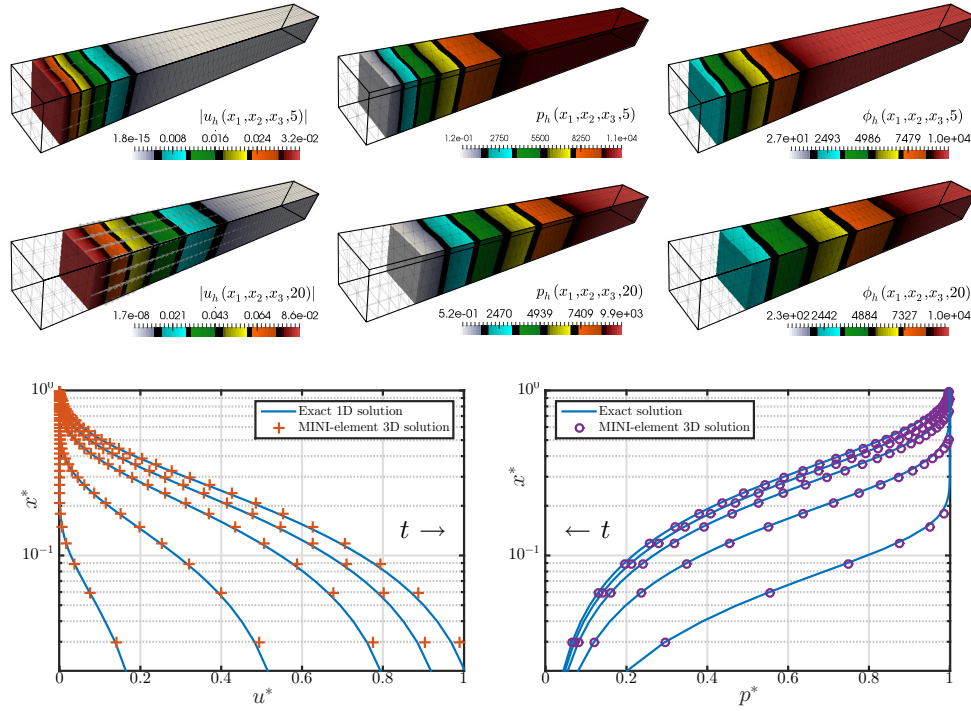 |u_h(x_1,x_2,x_3,5)|
1.8e-15 0.008 0.016 0.024 3.2e-02
p_h(x_1,x_2,x_3,5)
1.2e-01 2750 5500 8250 1.1e+04
ϕ_h(x_1,x_2,x_3,5)
2.7e+01 2493 4986 7479 1.0e+04
|u_h(x_1,x_2,x_3,20)|
1.7e-08 0.021 0.043 0.064 8.6e-02
p_h(x_1,x_2,x_3,20)
5.2e-01 2470 4939 7409 9.9e+03
ϕ_h(x_1,x_2,x_3,20)
2.3e+02 2442 4884 7327 1.0e+04
10^0
Exact 1D solution
MINI-element 3D solution
x^*
t →
10^{-1}
0 0.2 0.4 0.6 0.8 1
u^*
10^0
Exact solution
MINI-element 3D solution
x^*
← t
10^{-1}
0 0.2 0.4 0.6 0.8 1
p^*